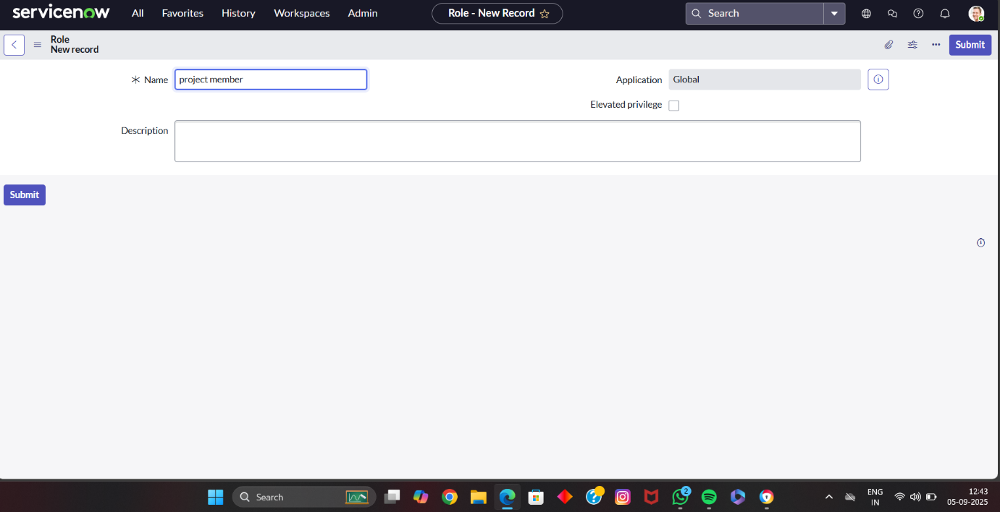 servicenow All Favorites History Workspaces Admin Role - New Record Search
Role
New record
Submit
Name project member Application Global
Elevated privilege
Description
Submit
Search
2
ENG
IN
12:43
05-09-2025